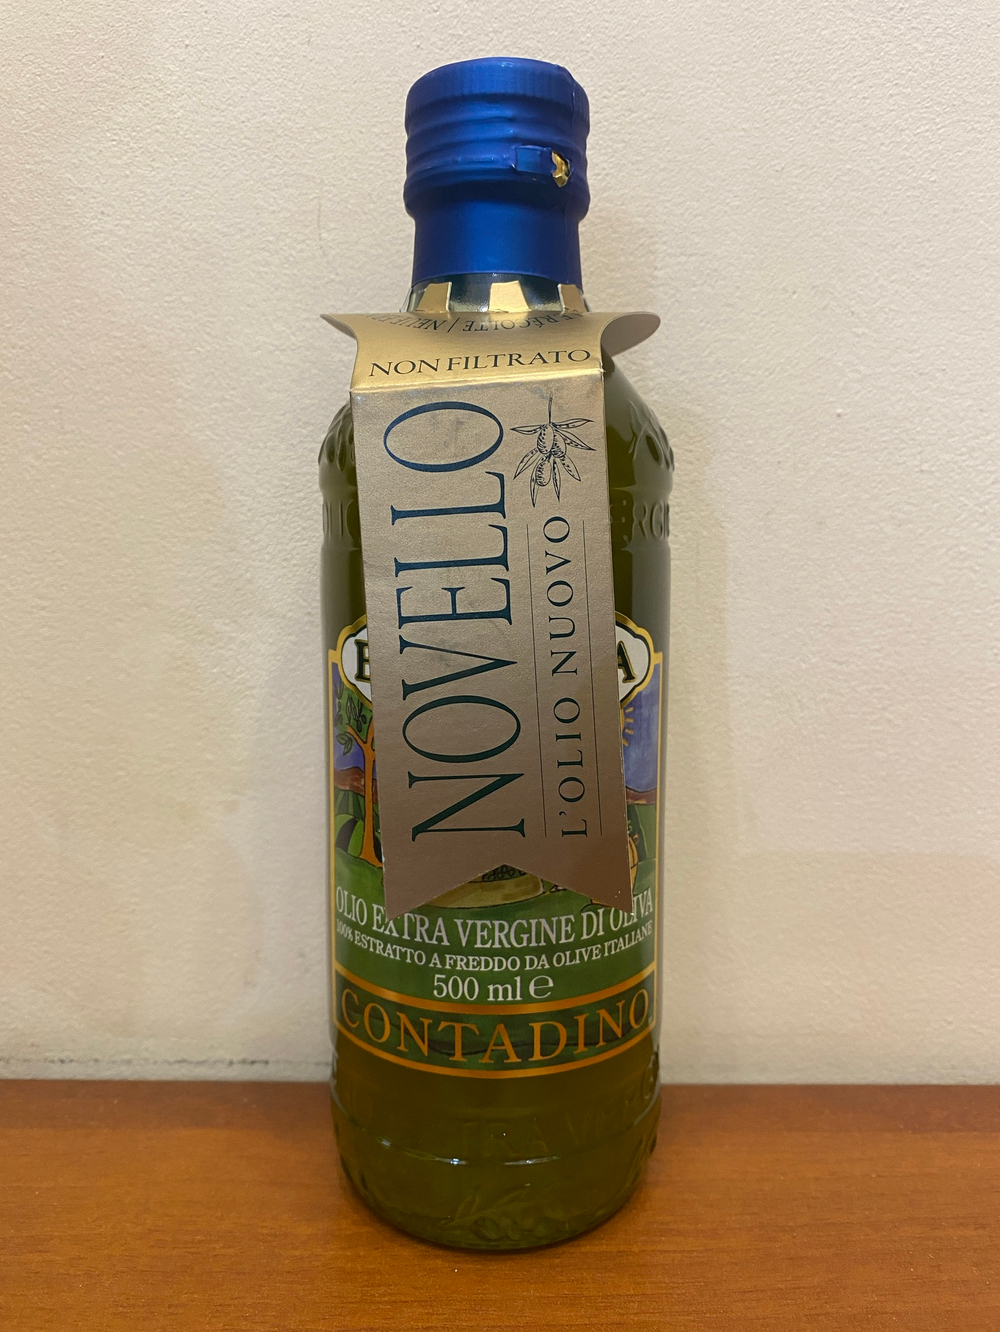 RÉCOLTE |
NON FILTRATO
NOVELLO
L'OLIO NUOVO
OLIO EXTRA VERGINE DI OLIVA
100% ESTRATTO A FREDDO DA OLIVE ITALIANE
500 ml ℮
CONTADINO